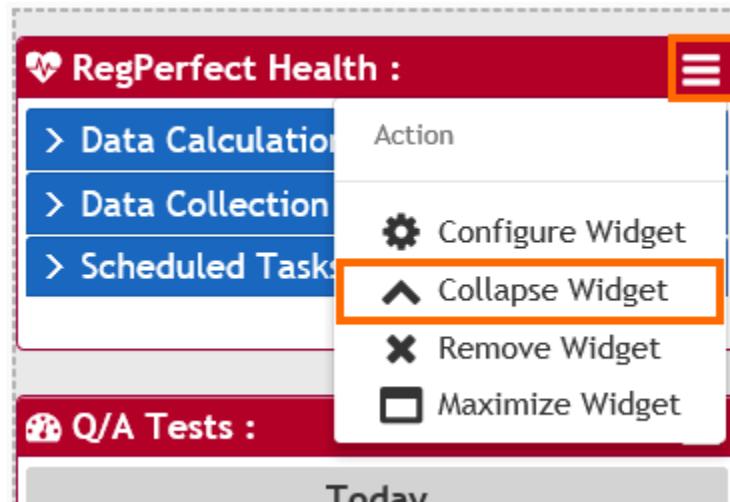 RegPerfect Health :
Data Calculation
Action
Data Collection
Configure Widget
Scheduled Tasks
Collapse Widget
Remove Widget
Maximize Widget
Q/A Tests :
Today